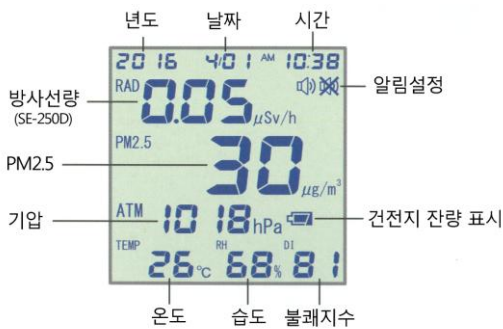 년도 날짜 시간
2016 4/01 AM 10:38
RAD 0.05 μSv/h
방사선량
(SE-250D)
알림설정
PM2.5
PM2.5 30 μg/m³
기압 ATM 1018 hPa 건전지 잔량 표시
TEMP RH DI
26℃ 68% 81
온도 습도 불쾌지수